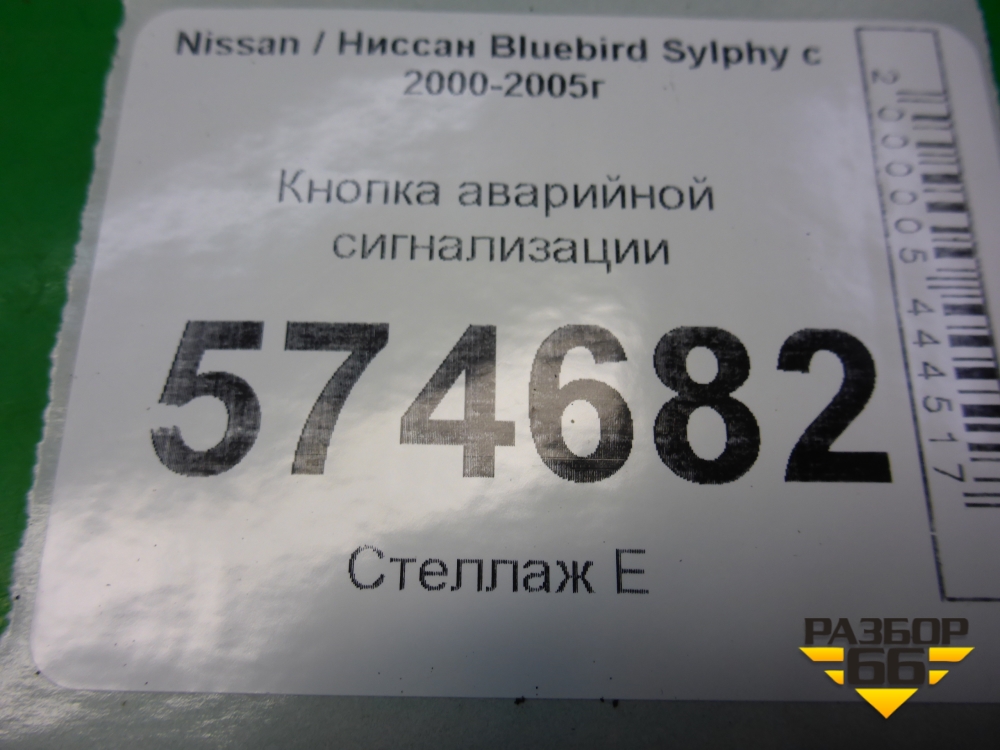 Nissan / Ниссан Bluebird Sylphy с
2000-2005г
Кнопка аварийной
сигнализации
574682
Стеллаж Е
2000005444517
РАЗБОР
66